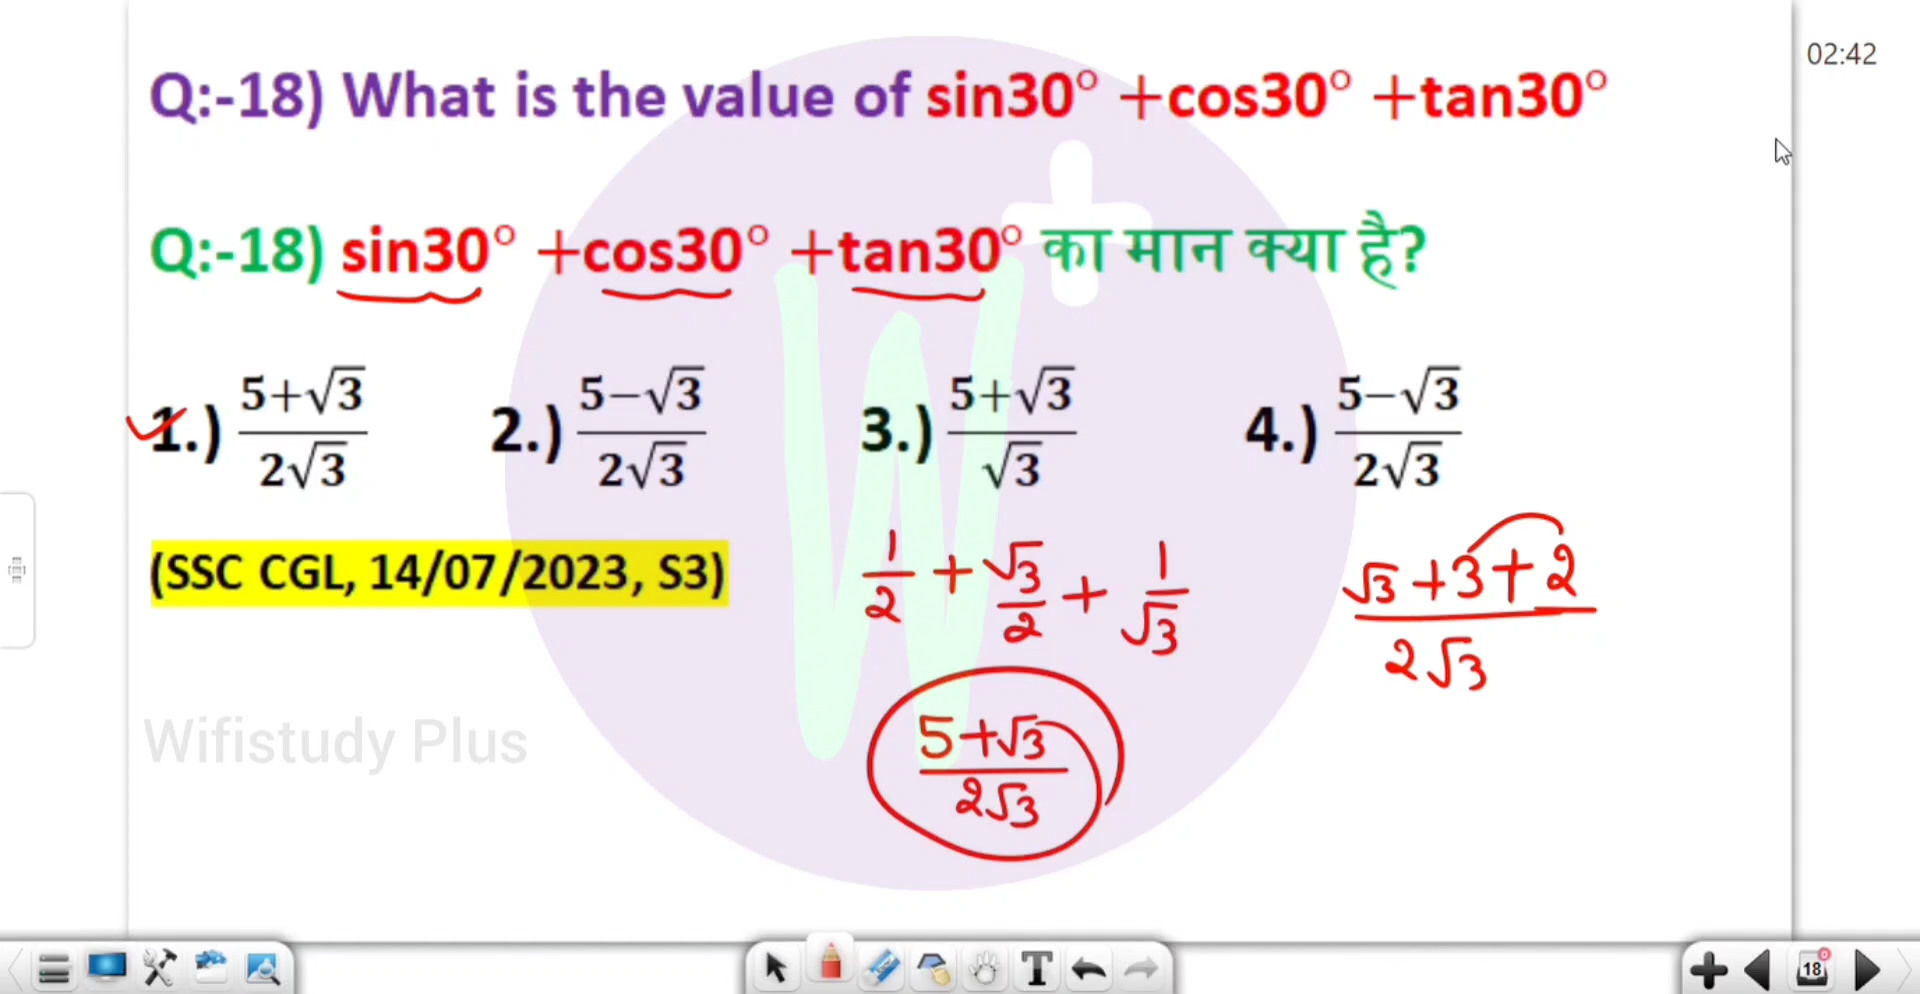 02:42
Q:-18) What is the value of sin30° +cos30° +tan30°
Q:-18) sin30° +cos30° +tan30° का मान क्या है?
1.) (5+√3)/(2√3) 2.) (5−√3)/(2√3) 3.) (5+√3)/√3 4.) (5−√3)/(2√3)
(SSC CGL, 14/07/2023, S3)
1/2 + √3/2 + 1/√3
(√3 + 3 + 2)/(2√3)
(5+√3)/(2√3)
Wifistudy Plus
W+
T
18
0